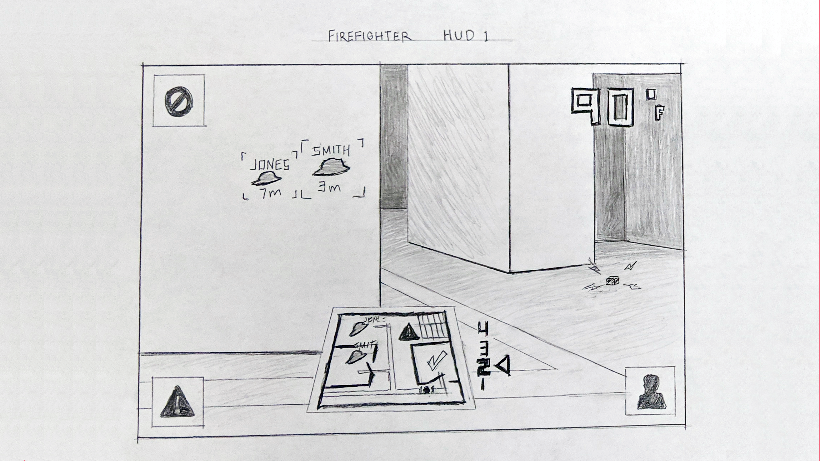 FIREFIGHTER HUD 1
90°F
JONES
7m
SMITH
3m
4
3
2
1